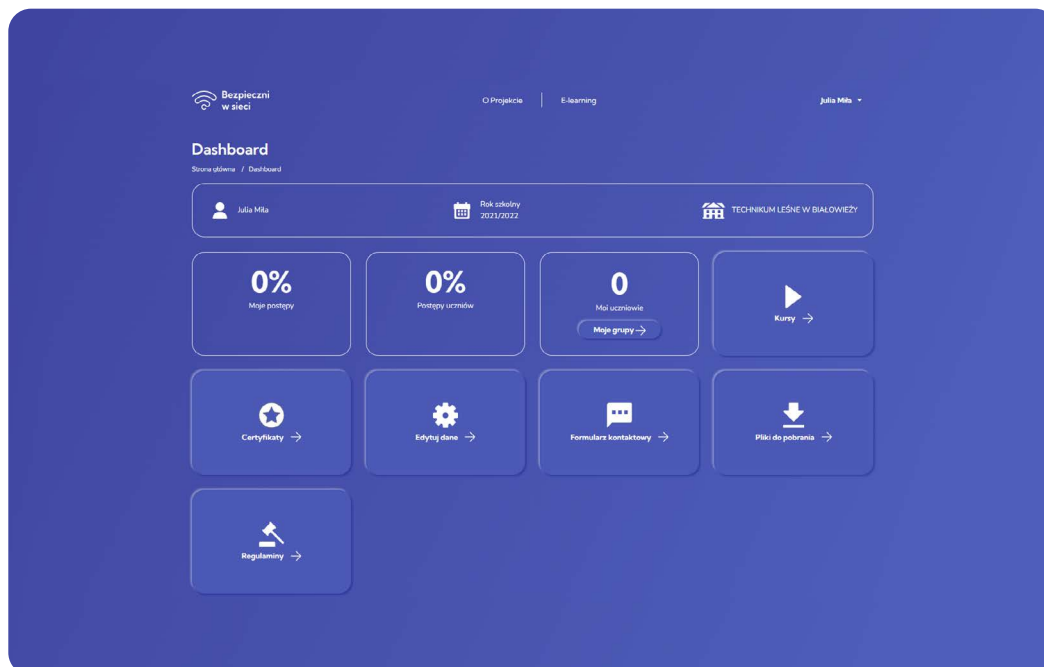 Bezpieczni
w sieci
O Projekcie
E-learning
Julia Miła
Dashboard
Strona główna / Dashboard
Julia Miła
Rok szkolny
2021/2022
TECHNIKUM LEŚNE W BIAŁOWIEŻY
0%
Moje postępy
0%
Postępy uczniów
0
Moi uczniowie
Moje grupy
Kursy
Certyfikaty
Edytuj dane
Formularz kontaktowy
Pliki do pobrania
Regulaminy